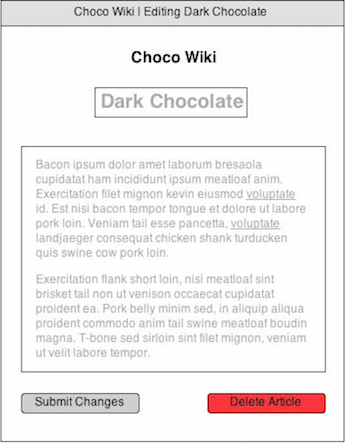 Choco Wiki | Editing Dark Chocolate
Choco Wiki
Dark Chocolate
Bacon ipsum dolor amet laborum bresaola
cupidatat ham incididunt ipsum meatloaf anim.
Exercitation filet mignon kevin eiusmod voluptate
id. Est nisi bacon tempor tongue et dolore ut labore
pork loin. Veniam tail esse pancetta, voluptate
landjaeger consequat chicken shank turducken
quis swine cow pork loin.
Exercitation flank short loin, nisi meatloaf sint
brisket tail non ut venison occaecat cupidatat
proident ea. Pork belly minim sed, in aliquip aliqua
proident commodo anim tail swine meatloaf boudin
magna. T-bone sed sirloin sint filet mignon, veniam
ut velit labore tempor.
Submit Changes
Delete Article